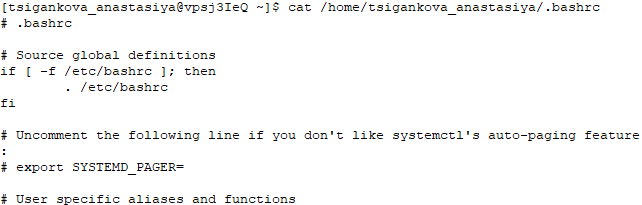 [tsigankova_anastasiya@vpsj3IeQ ~]$ cat /home/tsigankova_anastasiya/.bashrc
# .bashrc
# Source global definitions
if [ -f /etc/bashrc ]; then
        . /etc/bashrc
fi
# Uncomment the following line if you don't like systemctl's auto-paging feature
:
# export SYSTEMD_PAGER=
# User specific aliases and functions